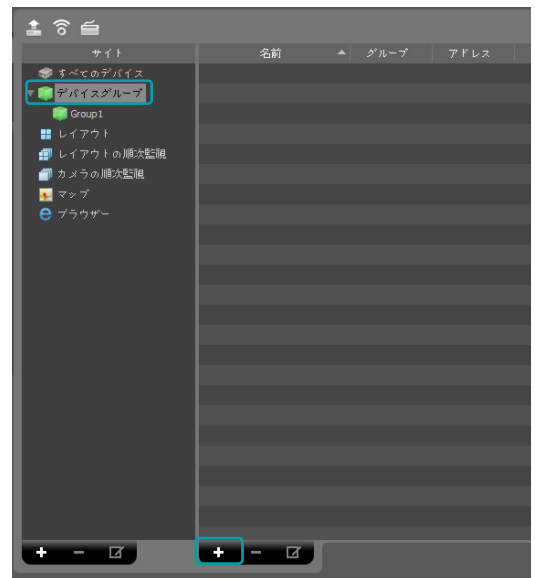 サイト
名前 グループ アドレス
すべてのデバイス
デバイスグループ
Group1
レイアウト
レイアウトの順次監視
カメラの順次監視
マップ
ブラウザー